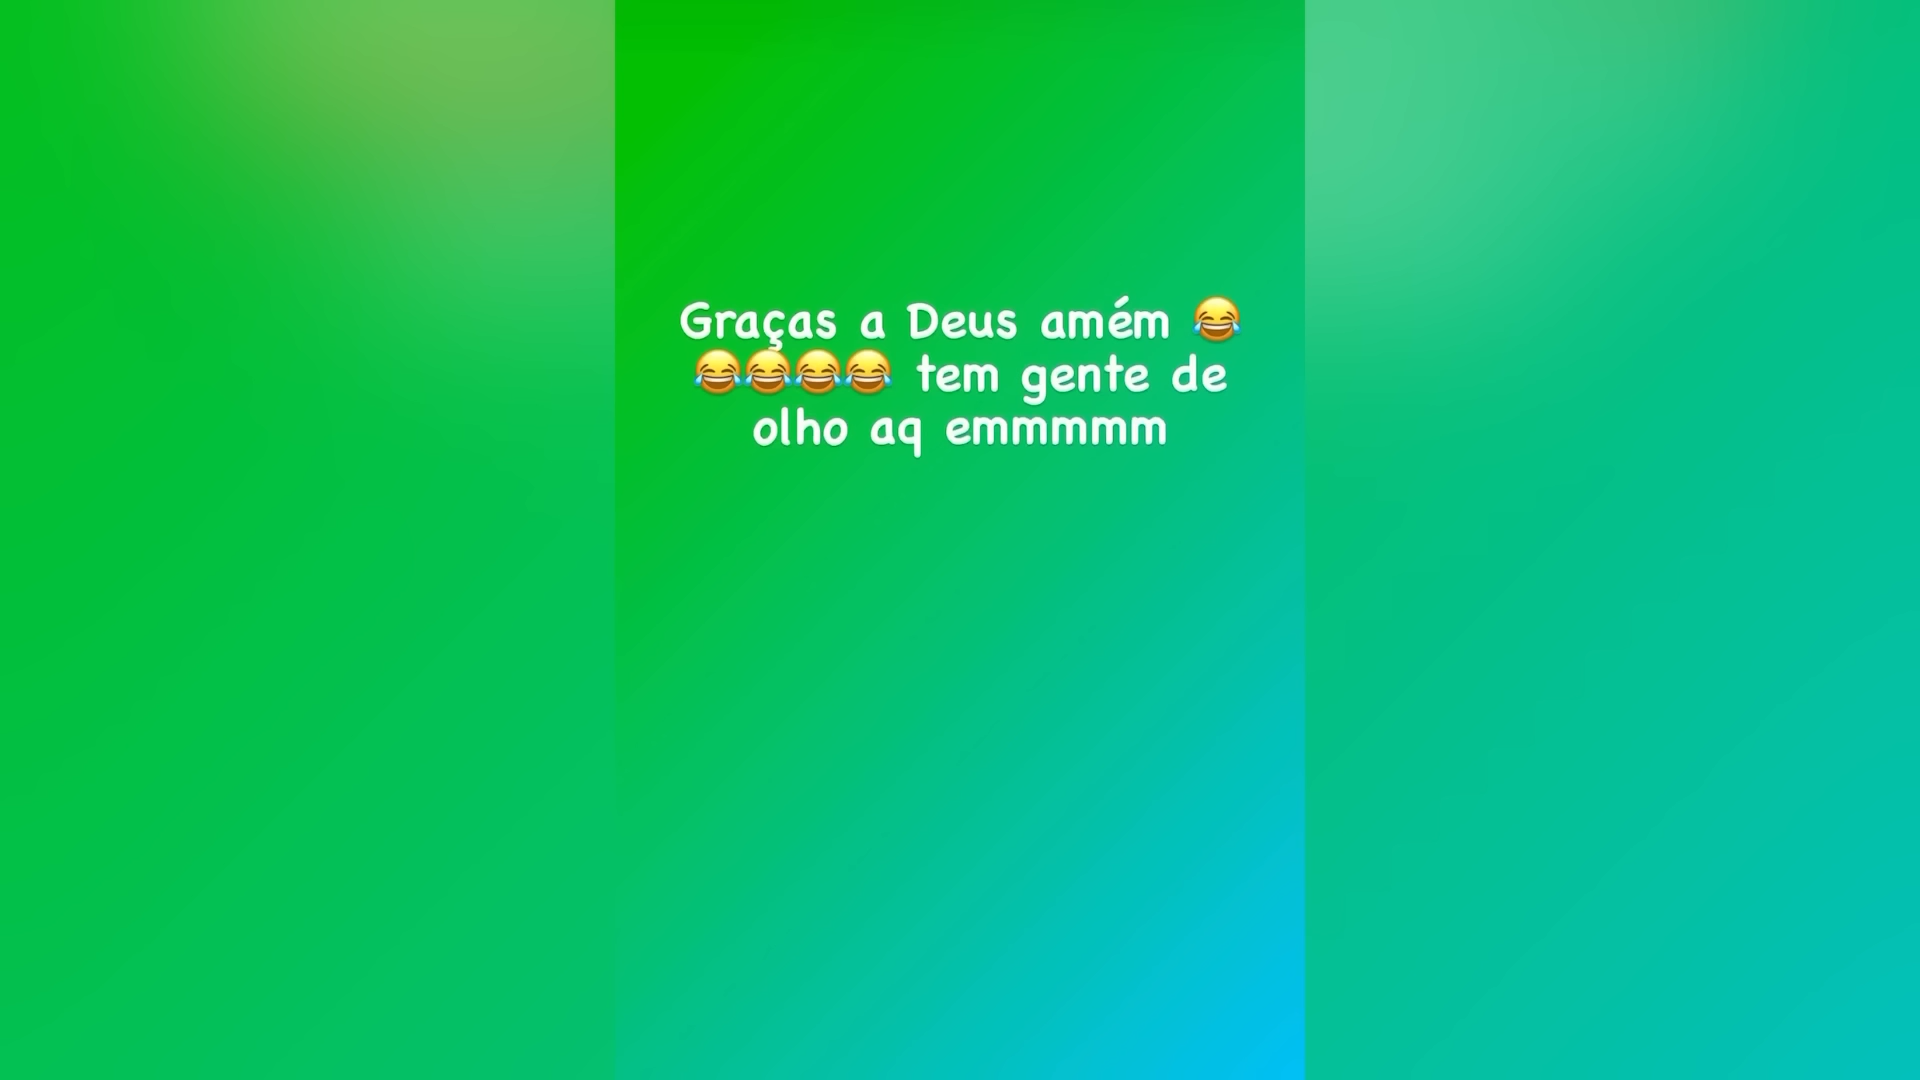 Graças a Deus amém 😂
😂😂😂😂 tem gente de
olho aq emmmmm